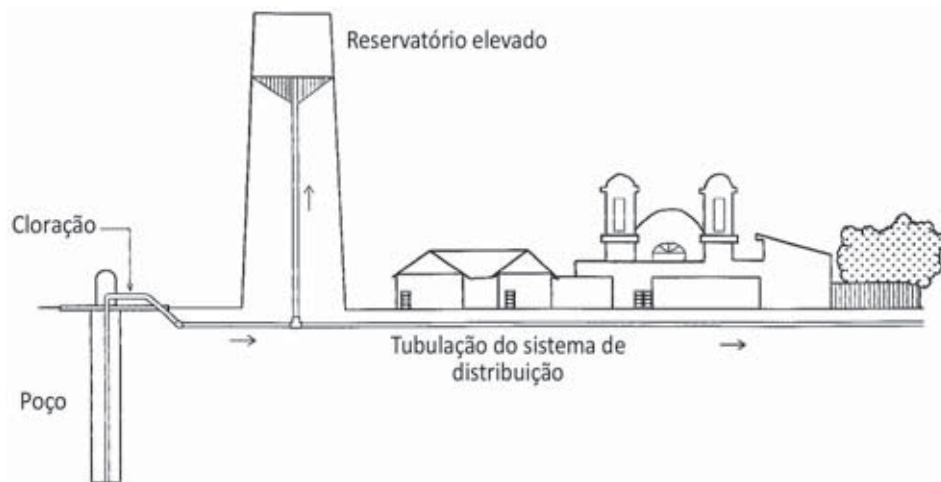 Reservatório elevado
Cloração
Tubulação do sistema de
distribuição
Poço